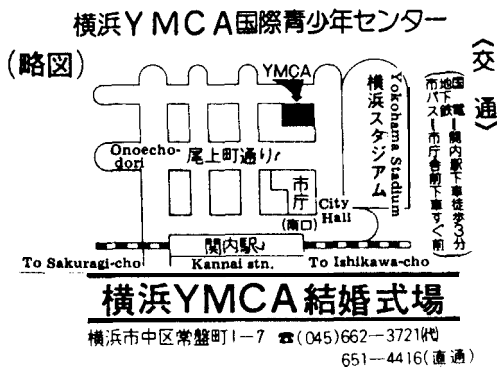 横浜YMCA国際青少年センター
(略図)
YMCA
横浜スタジアム
Yokohama Stadium
〈交通〉
国電―関内駅下車徒歩3分
地下鉄
市バス―市庁舎前下車すぐ前
Onoecho-
dori
尾上町通り
市庁
City
Hall
(南口)
関内駅
To Sakuragi-cho
Kannai stn.
To Ishikawa-cho
横浜YMCA結婚式場
横浜市中区常盤町1-7 ☎(045)662-3721(代)
651-4416(直通)